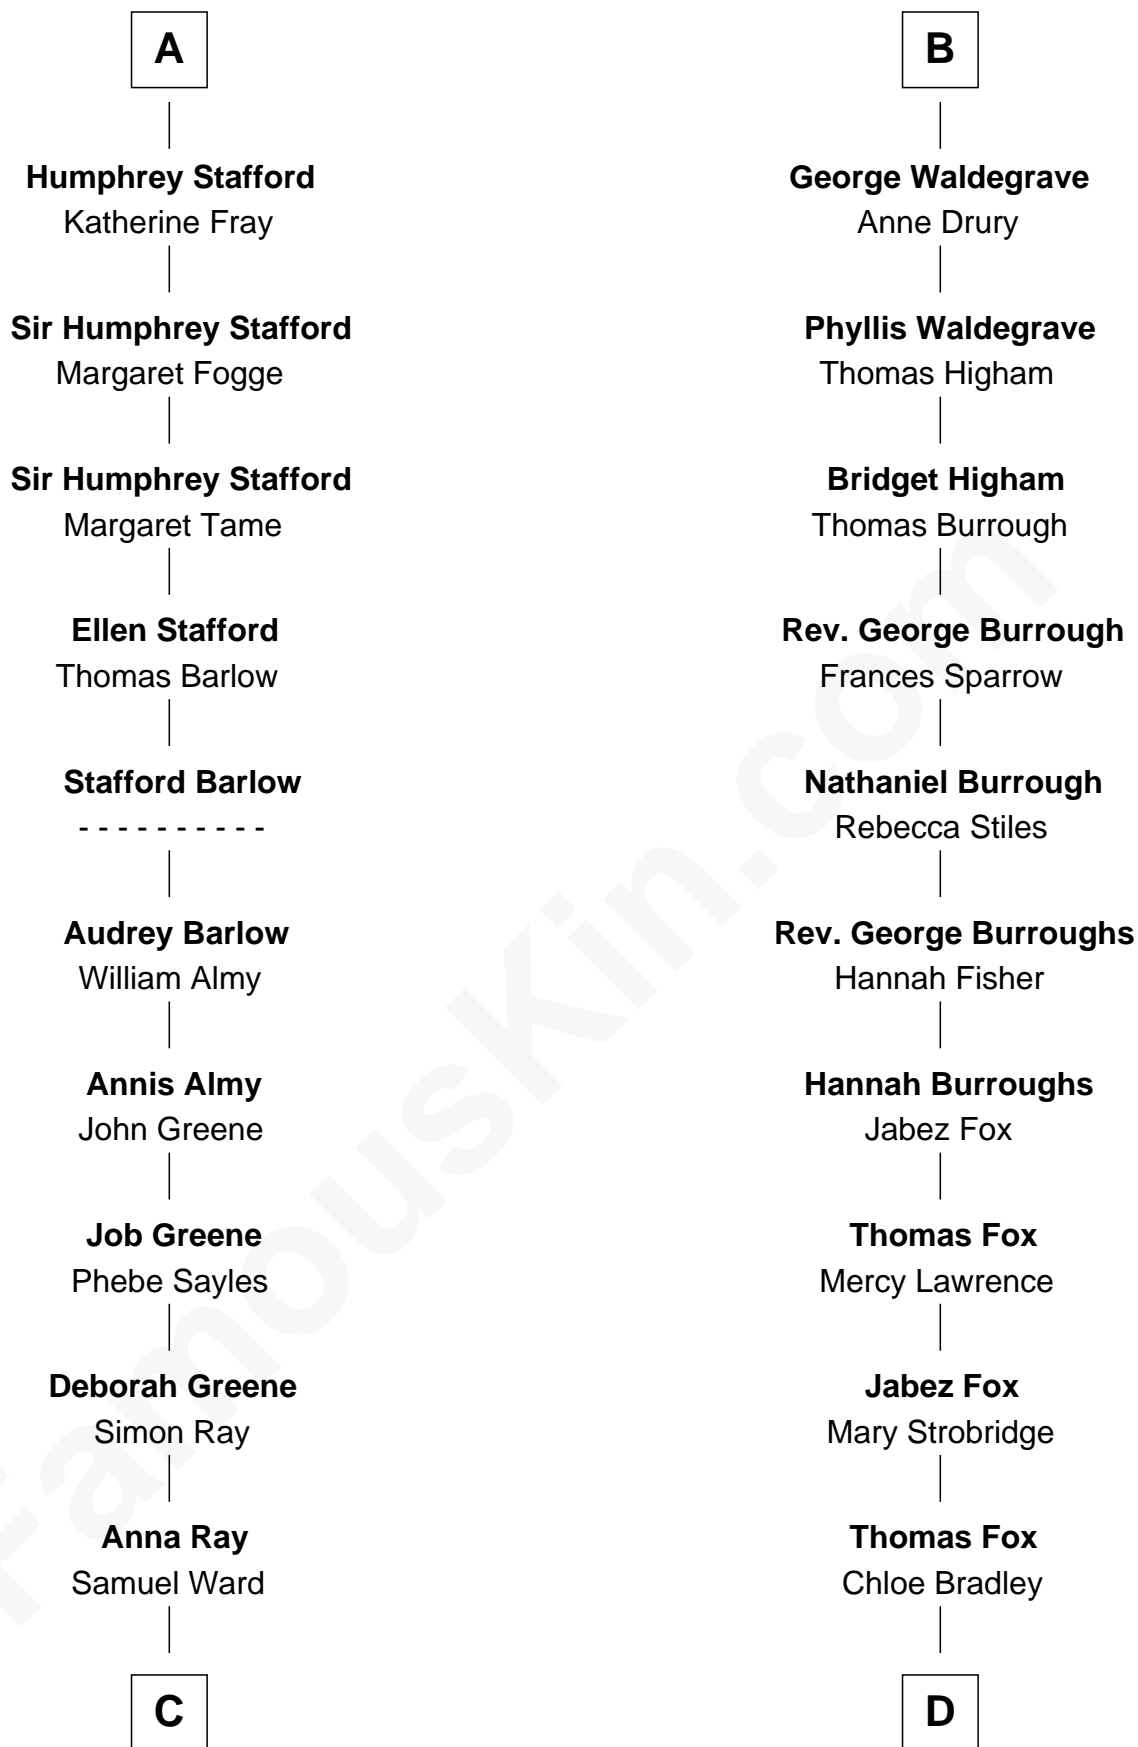 A
Humphrey Stafford
Katherine Fray
Sir Humphrey Stafford
Margaret Fogge
Sir Humphrey Stafford
Margaret Tame
Ellen Stafford
Thomas Barlow
Stafford Barlow
- - - - - - - - - -
Audrey Barlow
William Almy
Annis Almy
John Greene
Job Greene
Phebe Sayles
Deborah Greene
Simon Ray
Anna Ray
Samuel Ward
C
B
George Waldegrave
Anne Drury
Phyllis Waldegrave
Thomas Higham
Bridget Higham
Thomas Burrough
Rev. George Burrough
Frances Sparrow
Nathaniel Burrough
Rebecca Stiles
Rev. George Burroughs
Hannah Fisher
Hannah Burroughs
Jabez Fox
Thomas Fox
Mercy Lawrence
Jabez Fox
Mary Strobridge
Thomas Fox
Chloe Bradley
D
FamousKin.com